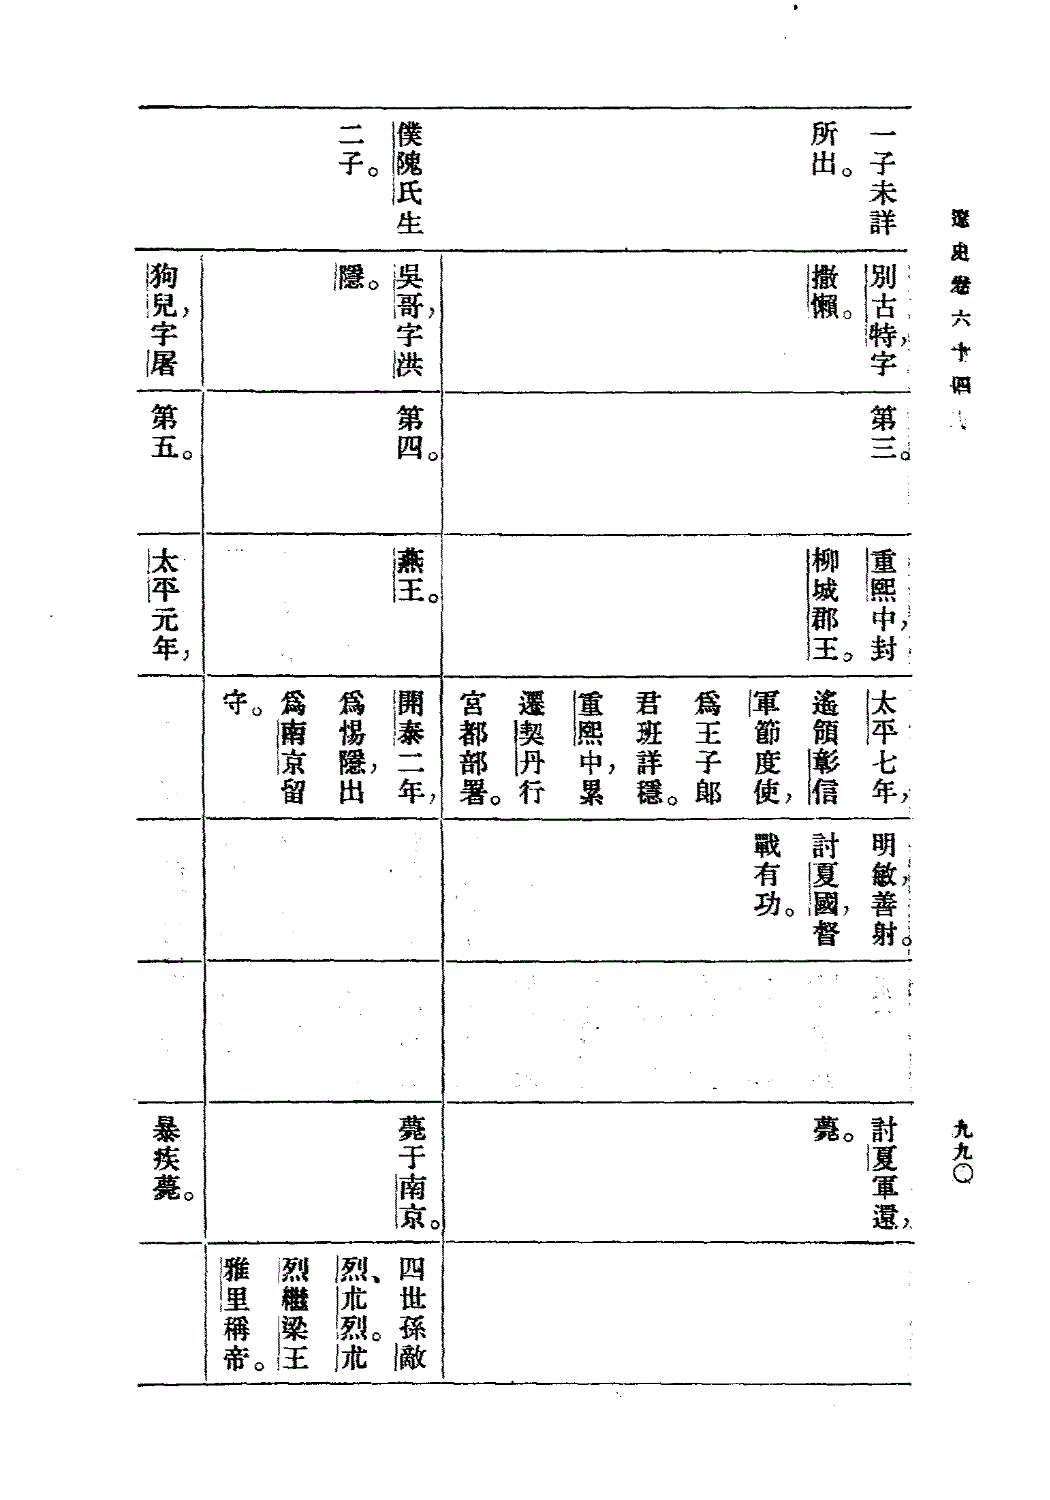 遼史卷六十四
九九〇
一子未詳
所出。
別古特,字
撒懶。
第三。
重熙中,封
柳城郡王。
太平七年,
遙領彰信
軍節度使,
爲王子郎
君班詳穩。
重熙中,累
遷契丹行
宮都部署。
明敏善射。
討夏國,督
戰有功。
討夏軍還,
薨。
僕隗氏生
二子。
吳哥,字洪
隱。
第四。
燕王。
開泰二年,
爲惕隱,出
爲南京留
守。
薨于南京。
四世孫敵
烈、朮烈。朮
烈繼梁王
雅里稱帝。
狗兒,字屠
第五。
太平元年,
暴疾薨。